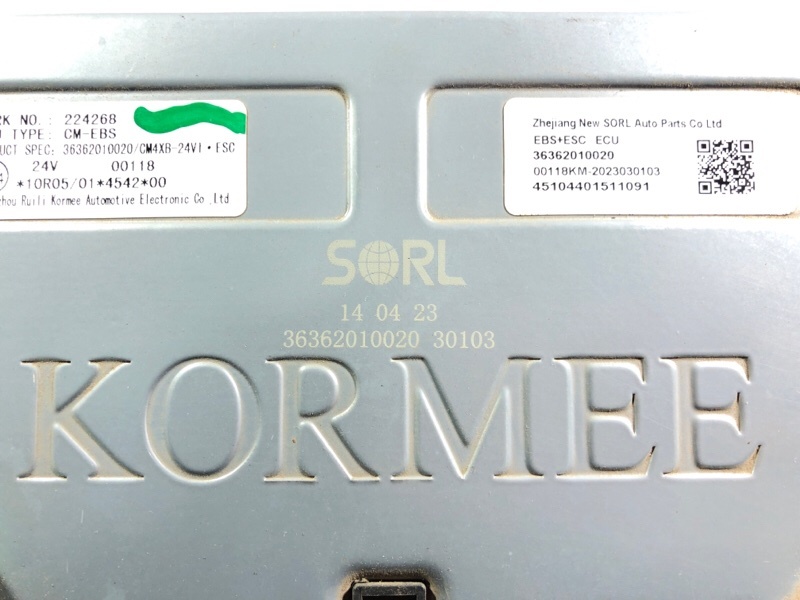 RK NO.: 224268
U TYPE: CM-EBS
UCT SPEC: 36362010020/CM4XB-24V1•ESC
24V 00118
*10R05/01*4542*00
zhou Ruili Kormee Automotive Electronic Co.,Ltd
Zhejiang New SORL Auto Parts Co Ltd
EBS+ESC ECU
36362010020
00118KM-2023030103
45104401511091
SORL
14 04 23
36362010020 30103
KORMEE